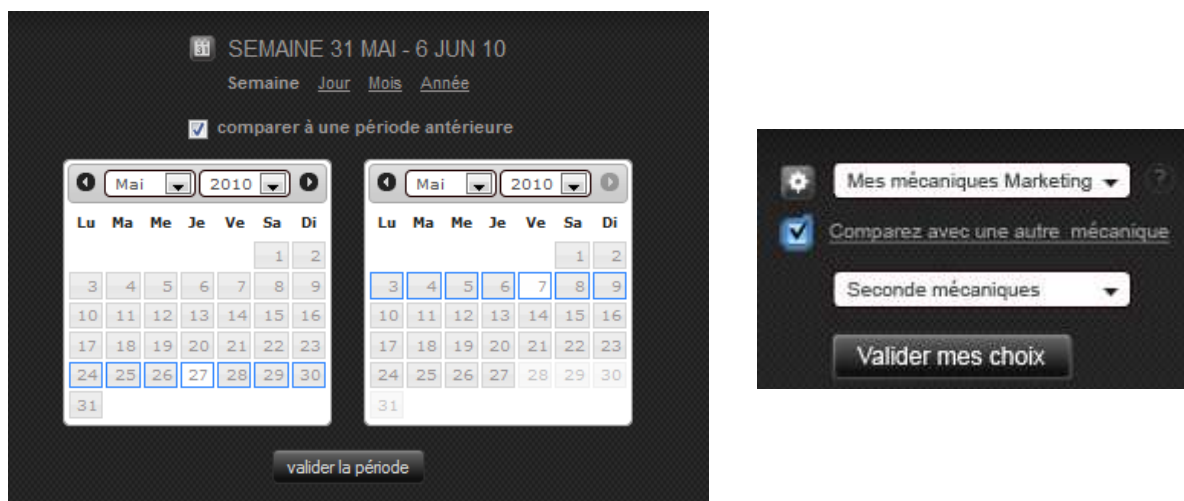 31 SEMAINE 31 MAI - 6 JUN 10
Semaine Jour Mois Année
comparer à une période antérieure
Mai 2010
Lu Ma Me Je Ve Sa Di
1 2
3 4 5 6 7 8 9
10 11 12 13 14 15 16
17 18 19 20 21 22 23
24 25 26 27 28 29 30
31
Mai 2010
Lu Ma Me Je Ve Sa Di
1 2
3 4 5 6 7 8 9
10 11 12 13 14 15 16
17 18 19 20 21 22 23
24 25 26 27 28 29 30
31
valider la période
Mes mécaniques Marketing ?
Comparez avec une autre mécanique
Seconde mécaniques
Valider mes choix